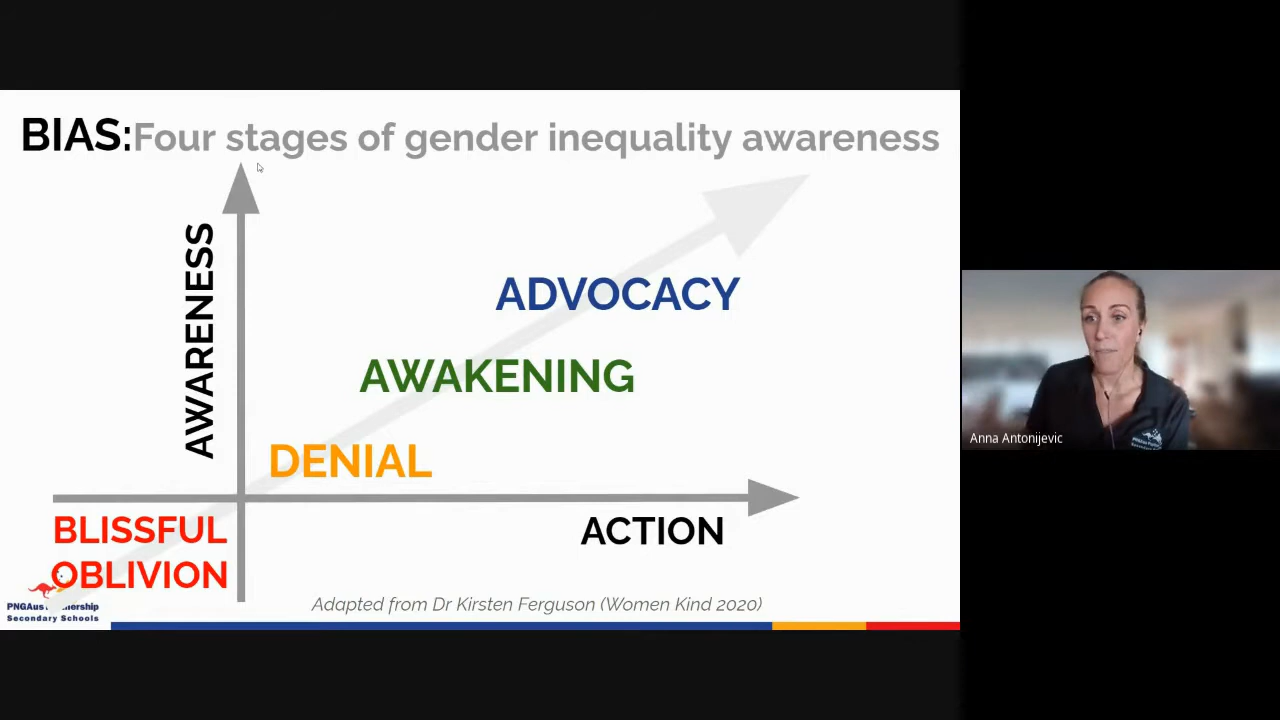 BIAS:Four stages of gender inequality awareness
AWARENESS
ADVOCACY
AWAKENING
DENIAL
ACTION
BLISSFUL
OBLIVION
Adapted from Dr Kirsten Ferguson (Women Kind 2020)
Secondary Schools
Anna Antonijevic